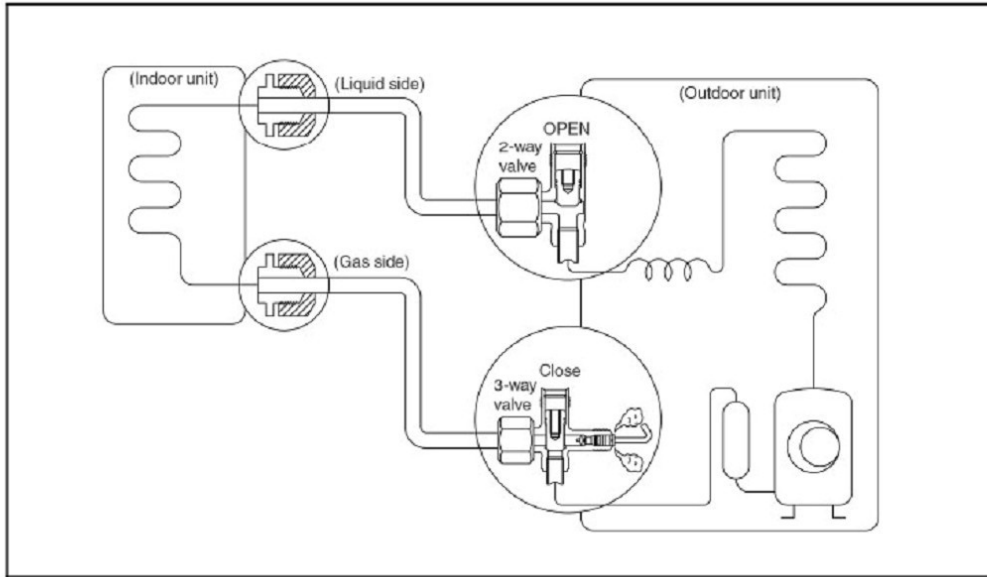 (Indoor unit)
(Liquid side)
(Outdoor unit)
OPEN
2-way
valve
(Gas side)
Close
3-way
valve